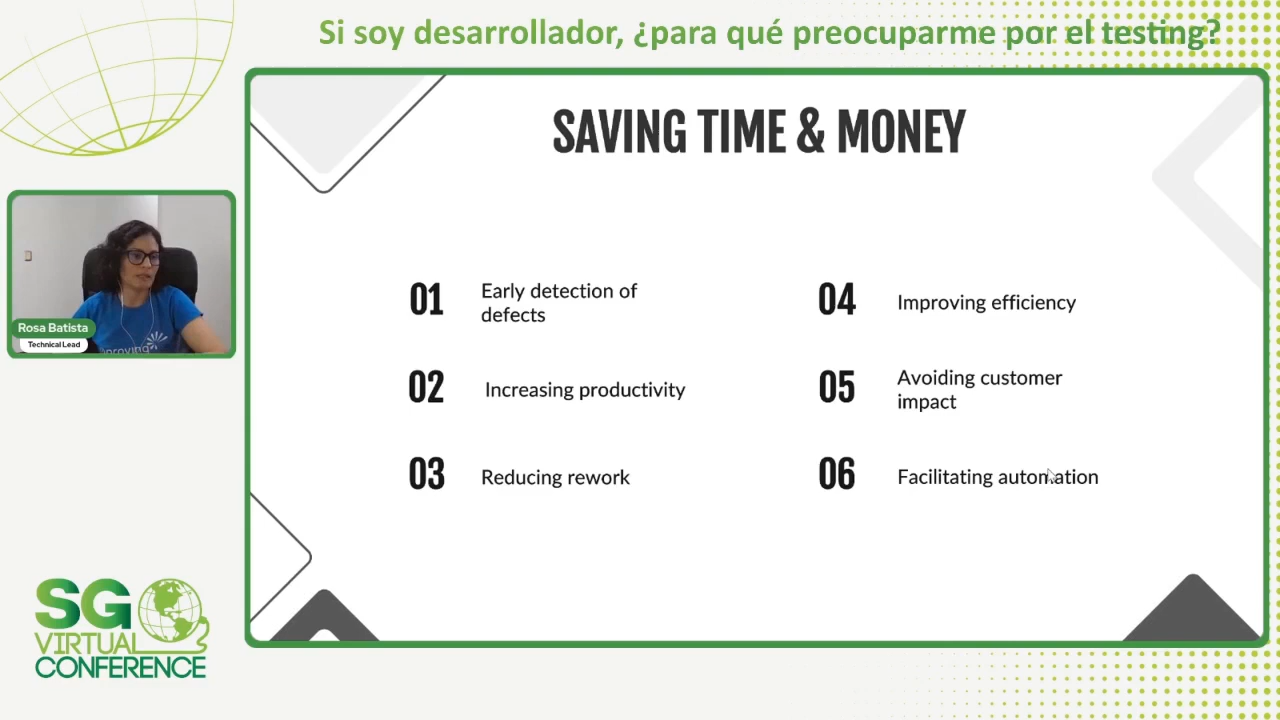 Si soy desarrollador, ¿para qué preocuparme por el testing?
SAVING TIME & MONEY
01
Early detection of
defects
02
Increasing productivity
03
Reducing rework
04
Improving efficiency
05
Avoiding customer
impact
06
Facilitating automation
Rosa Batista
Technical Lead
SG
VIRTUAL
CONFERENCE